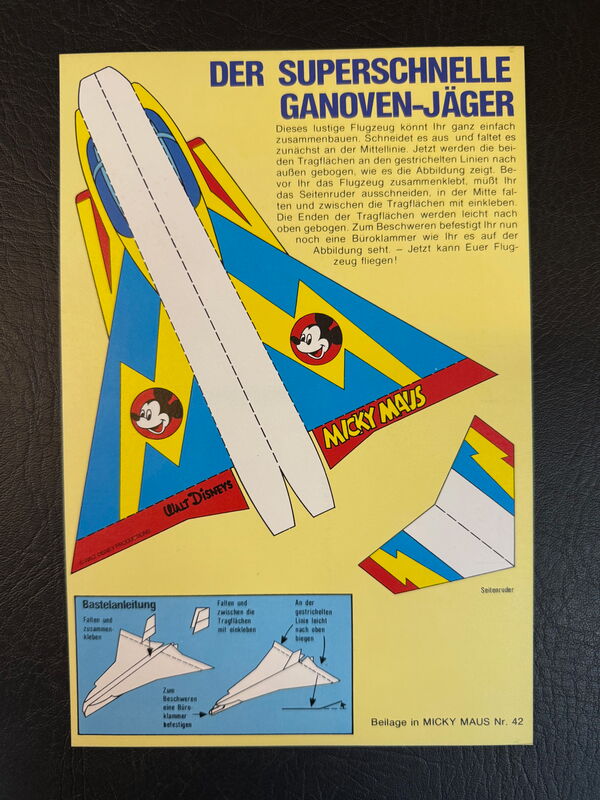 DER SUPERSCHNELLE
GANOVEN-JÄGER
Dieses lustige Flugzeug könnt Ihr ganz einfach
zusammenbauen. Schneidet es aus und faltet es
zunächst an der Mittellinie. Jetzt werden die bei-
den Tragflächen an den gestrichelten Linien nach
außen gebogen, wie es die Abbildung zeigt. Be-
vor Ihr das Flugzeug zusammenklebt, müßt Ihr
das Seitenruder ausschneiden, in der Mitte fal-
ten und zwischen die Tragflächen mit einkleben.
Die Enden der Tragflächen werden leicht nach
oben gebogen. Zum Beschweren befestigt Ihr nun
noch eine Büroklammer wie Ihr es auf der
Abbildung seht. – Jetzt kann Euer Flug-
zeug fliegen!
MICKY MAUS
WALT DISNEYS
DISNEY PRODUCTIONS
Seitenruder
Bastelanleitung
Falten und
zusammen-
kleben
Falten und
zwischen die
Tragflächen
mit einkleben
An der
gestrichelten
Linie leicht
nach oben
biegen
Zum
Beschweren
eine Büro-
klammer
befestigen
Beilage in MICKY MAUS Nr. 42